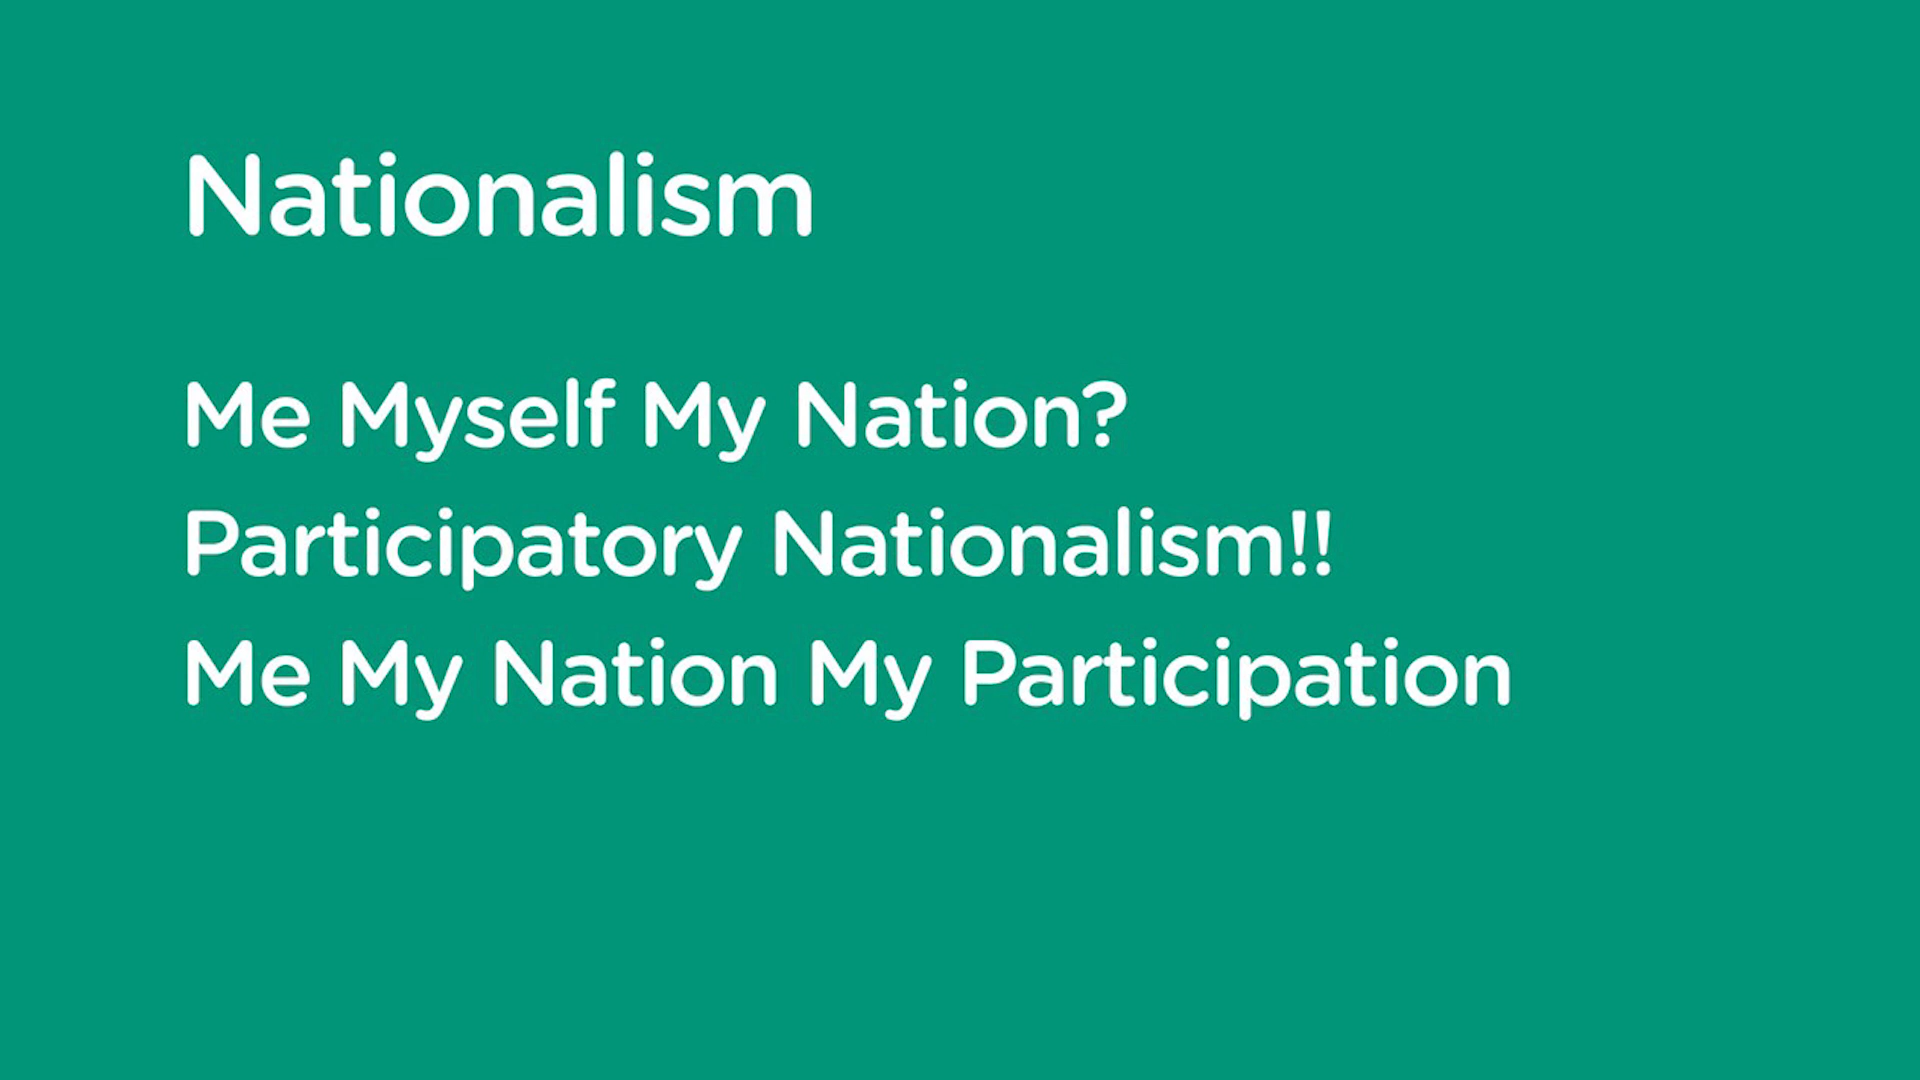 Nationalism
Me Myself My Nation?
Participatory Nationalism!!
Me My Nation My Participation